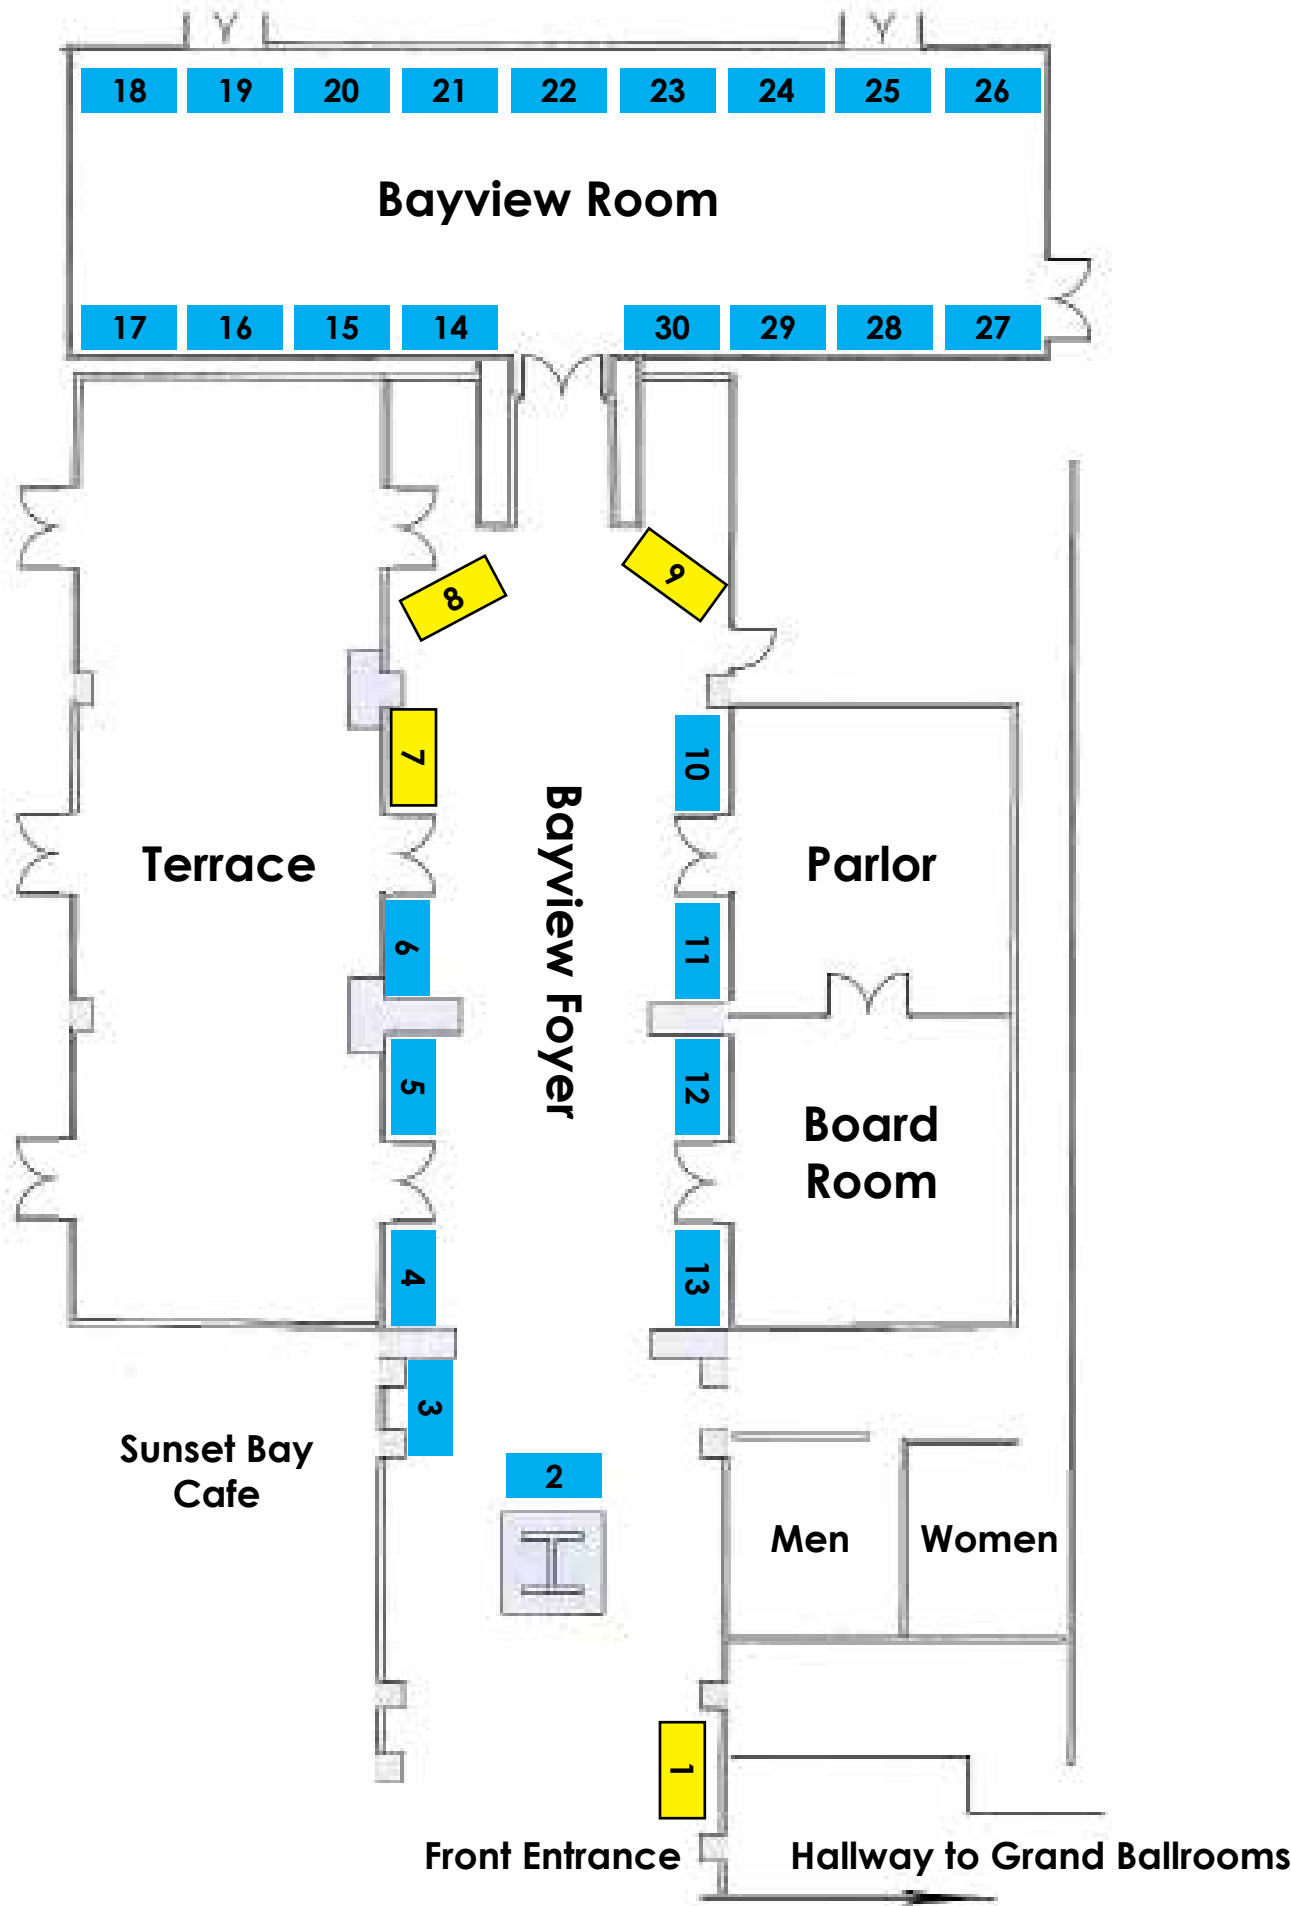 18 19 20 21 22 23 24 25 26
Bayview Room
17 16 15 14 30 29 28 27
9
8
7
10
Bayview Foyer
Terrace
Parlor
6
11
5
12
Board
Room
4
13
3
Sunset Bay
Cafe
2
Men
Women
1
Front Entrance
Hallway to Grand Ballrooms